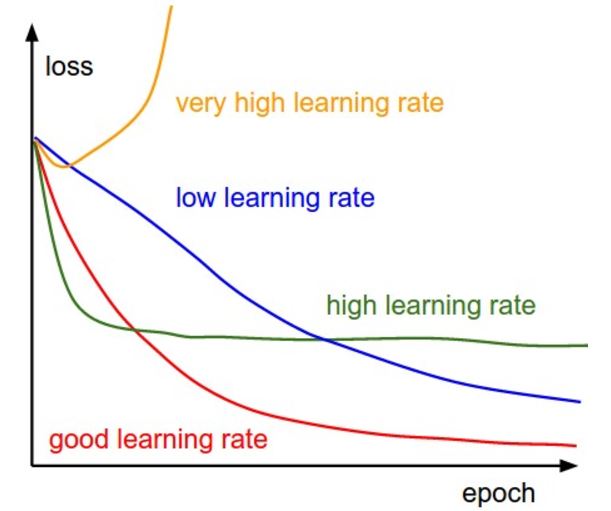 loss
very high learning rate
low learning rate
high learning rate
good learning rate
epoch